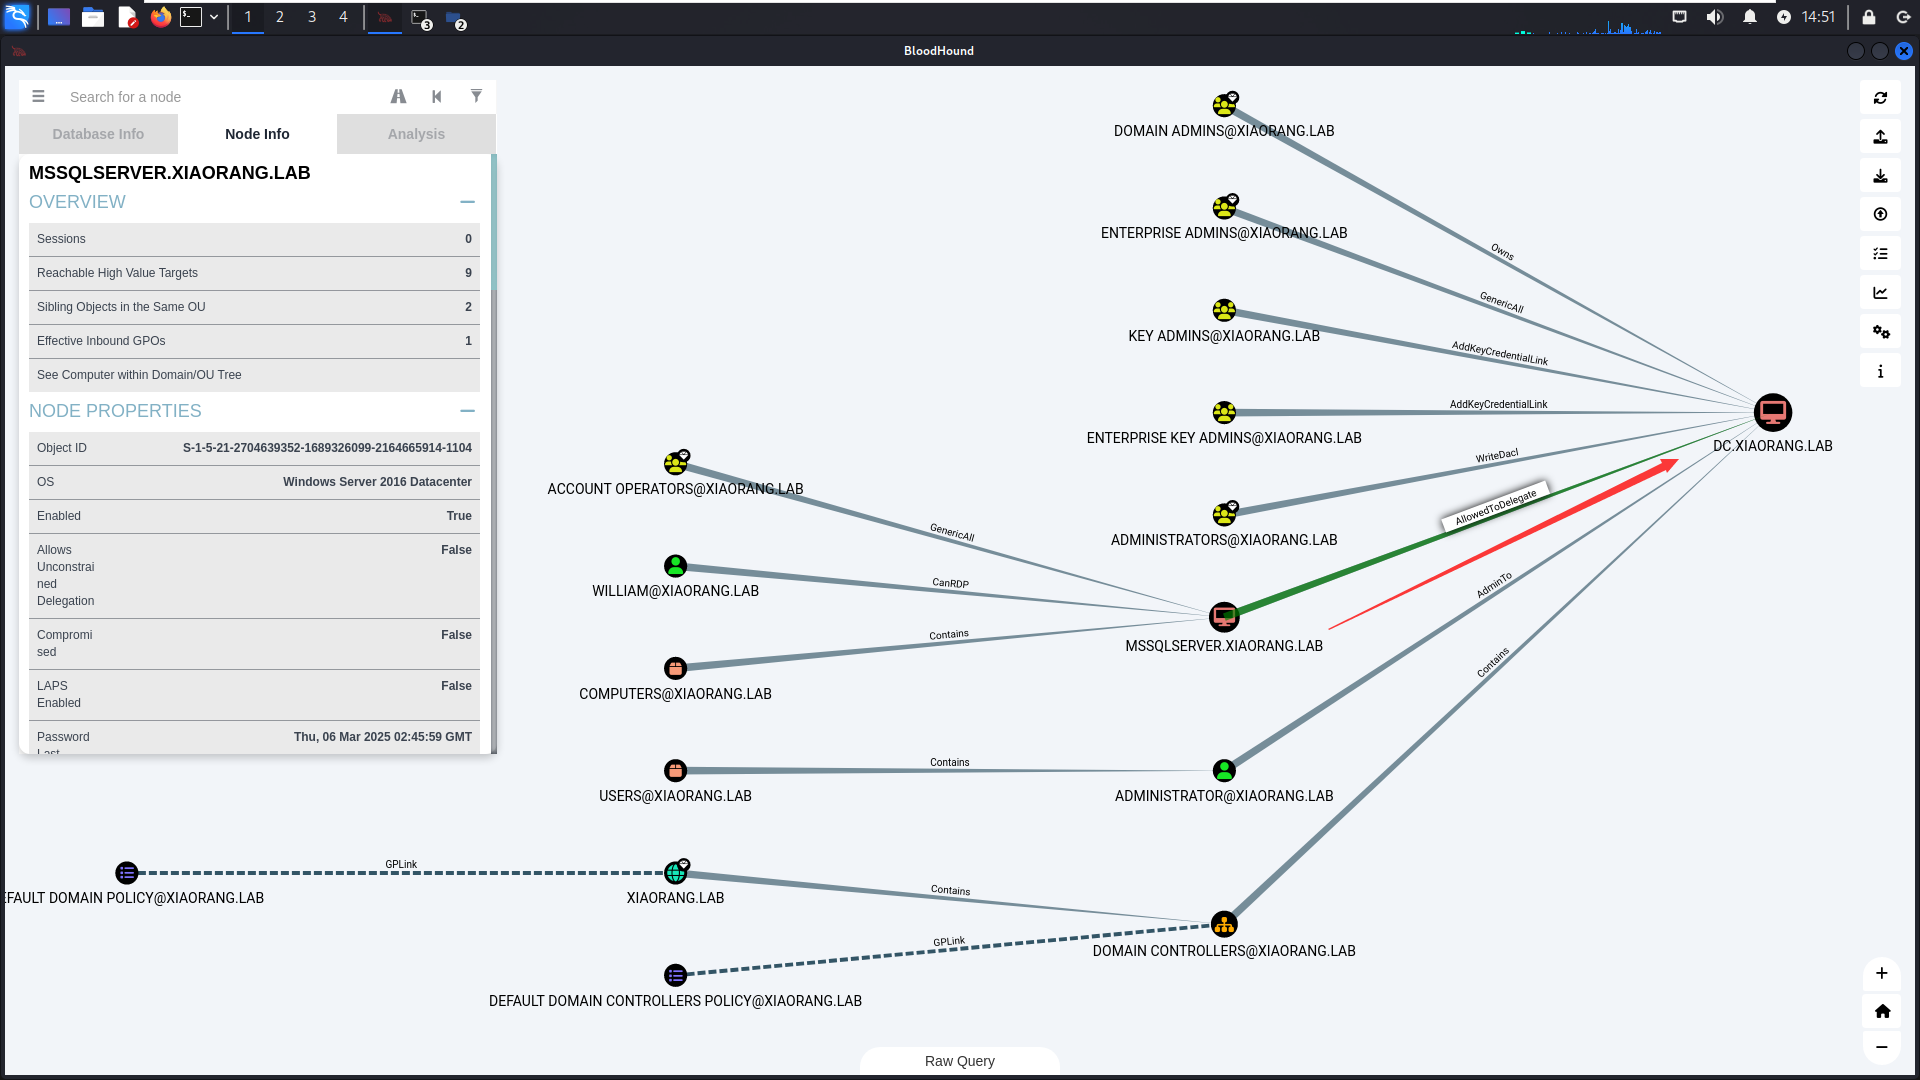 1 2 3 4
3
2
14:51
BloodHound
Search for a node
Database Info
Node Info
Analysis
MSSQLSERVER.XIAORANG.LAB
OVERVIEW
Sessions 0
Reachable High Value Targets 9
Sibling Objects in the Same OU 2
Effective Inbound GPOs 1
See Computer within Domain/OU Tree
NODE PROPERTIES
Object ID S-1-5-21-2704639352-1689326099-2164665914-1104
OS Windows Server 2016 Datacenter
Enabled True
Allows False
Unconstrai
ned
Delegation
Compromi False
sed
LAPS False
Enabled
Password Thu, 06 Mar 2025 02:45:59 GMT
Last
DOMAIN ADMINS@XIAORANG.LAB
Owns
ENTERPRISE ADMINS@XIAORANG.LAB
GenericAll
KEY ADMINS@XIAORANG.LAB
AddKeyCredentialLink
AddKeyCredentialLink
ENTERPRISE KEY ADMINS@XIAORANG.LAB
DC.XIAORANG.LAB
WriteDacl
ACCOUNT OPERATORS@XIAORANG.LAB
AllowedToDelegate
GenericAll
ADMINISTRATORS@XIAORANG.LAB
CanRDP
WILLIAM@XIAORANG.LAB
AdminTo
Contains
MSSQLSERVER.XIAORANG.LAB
Contains
COMPUTERS@XIAORANG.LAB
Contains
USERS@XIAORANG.LAB
ADMINISTRATOR@XIAORANG.LAB
GPLink
EFAULT DOMAIN POLICY@XIAORANG.LAB
XIAORANG.LAB
Contains
GPLink
DOMAIN CONTROLLERS@XIAORANG.LAB
DEFAULT DOMAIN CONTROLLERS POLICY@XIAORANG.LAB
Raw Query